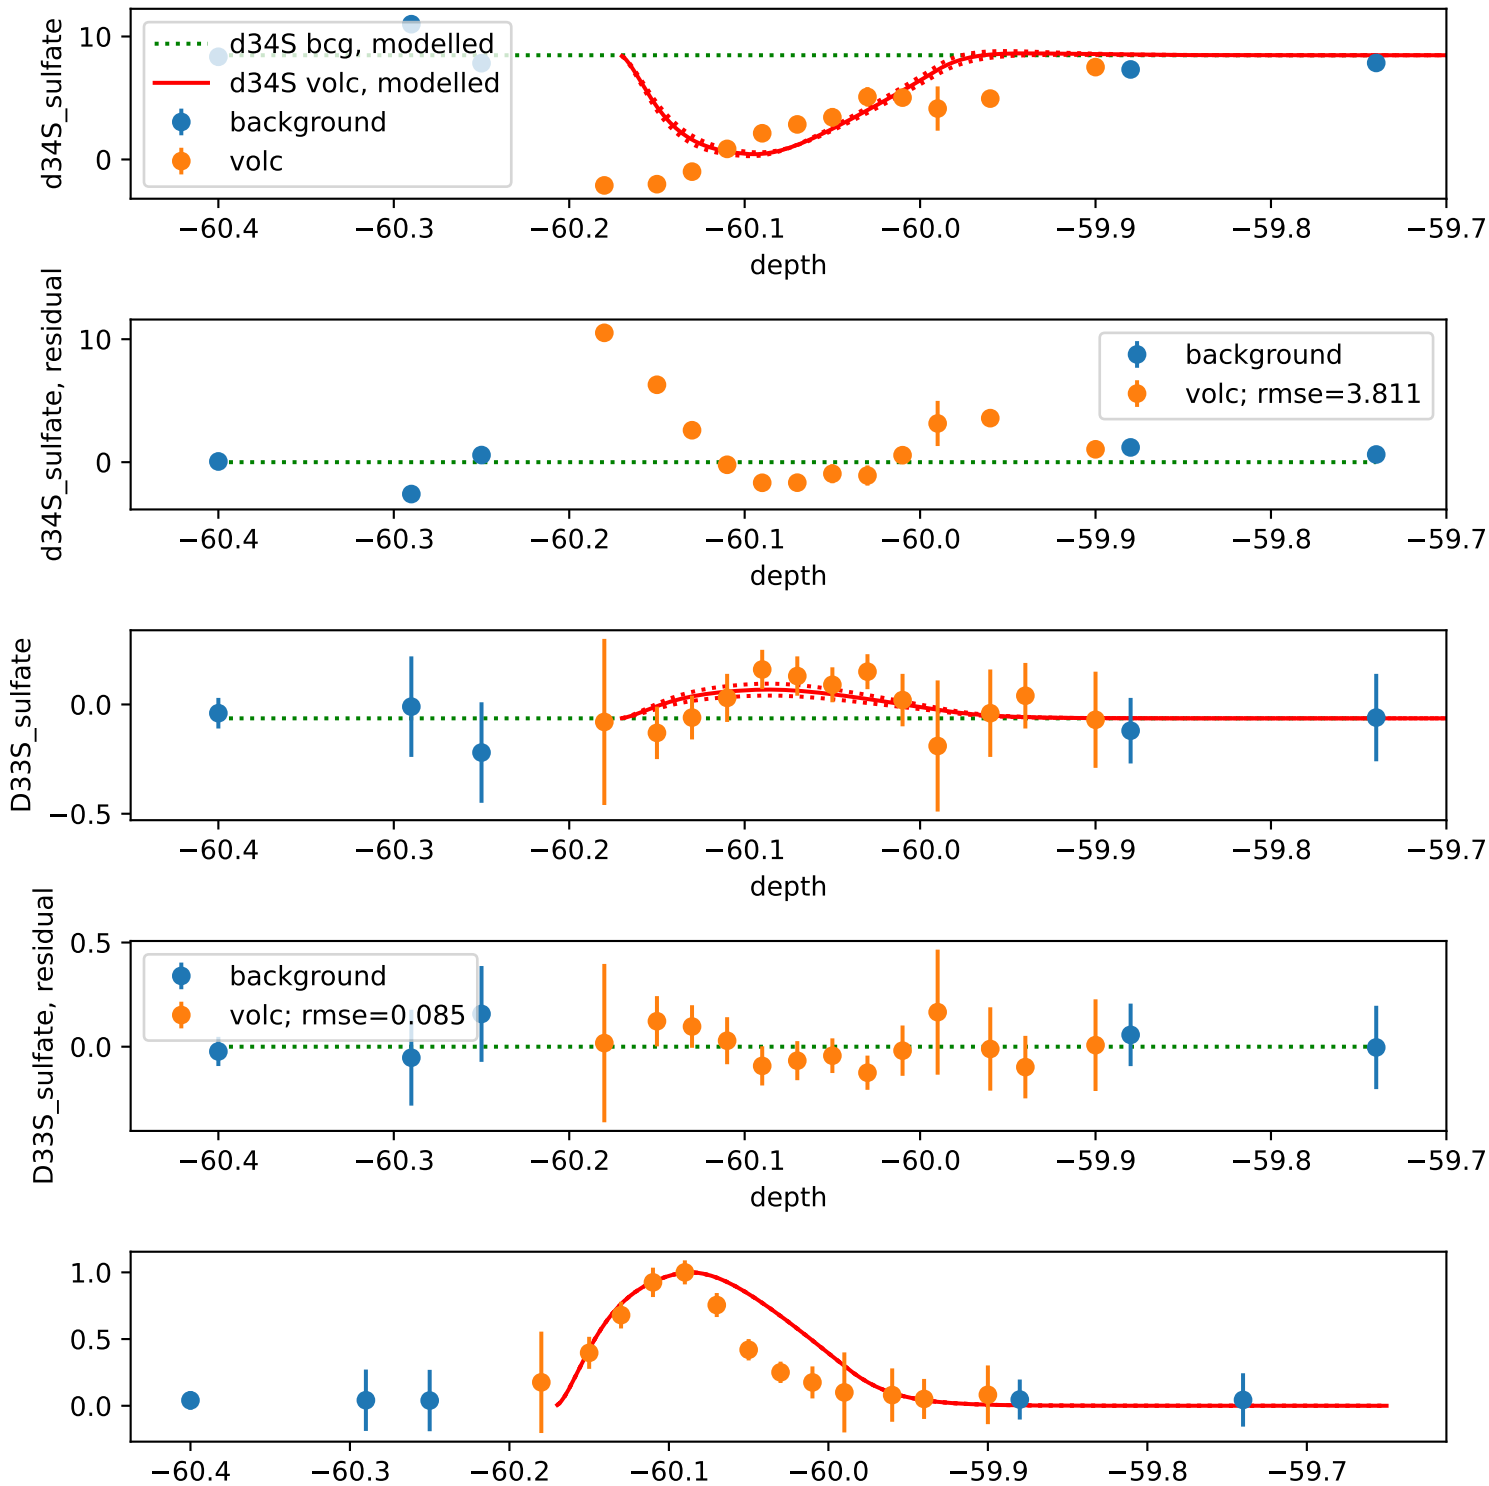 d34S_sulfate
10
0
d34S bcg, modelled
d34S volc, modelled
background
volc
−60.4 −60.3 −60.2 −60.1 −60.0 −59.9 −59.8 −59.7
depth
d34S_sulfate, residual
10
0
background
volc; rmse=3.811
−60.4 −60.3 −60.2 −60.1 −60.0 −59.9 −59.8 −59.7
depth
D33S_sulfate
0.0
−0.5
−60.4 −60.3 −60.2 −60.1 −60.0 −59.9 −59.8 −59.7
depth
D33S_sulfate, residual
0.5
0.0
background
volc; rmse=0.085
−60.4 −60.3 −60.2 −60.1 −60.0 −59.9 −59.8 −59.7
depth
1.0
0.5
0.0
−60.4 −60.3 −60.2 −60.1 −60.0 −59.9 −59.8 −59.7